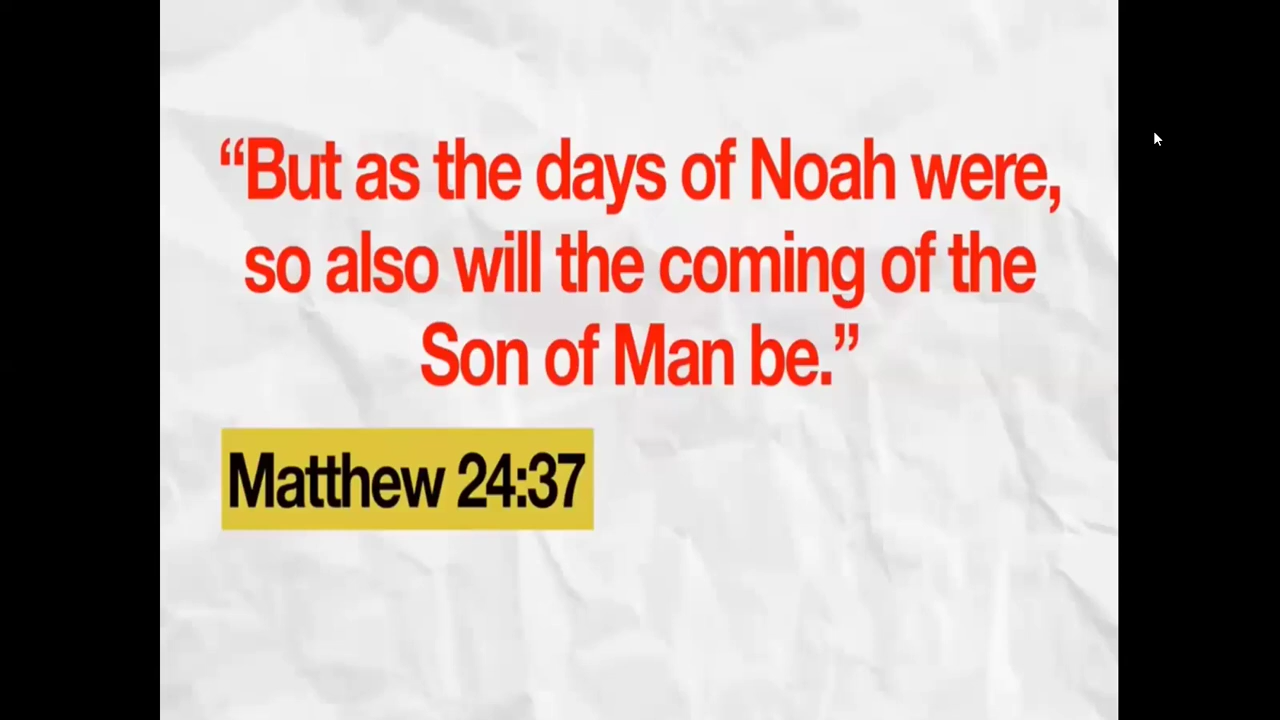 “But as the days of Noah were,
so also will the coming of the
Son of Man be.”
Matthew 24:37